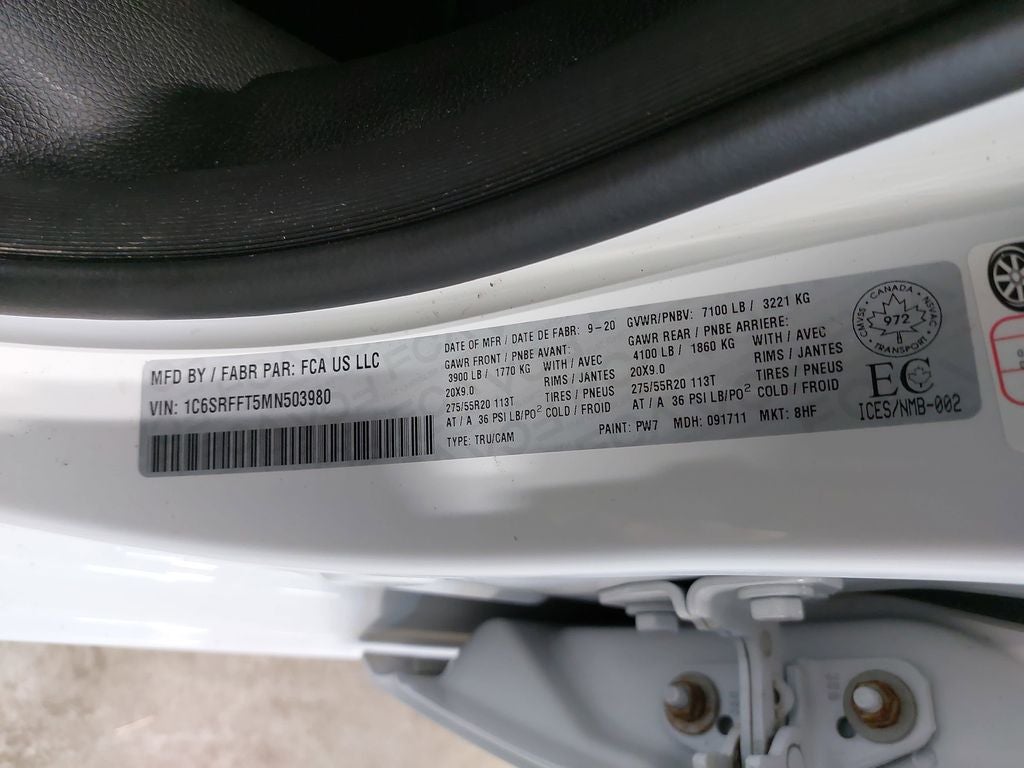 MFD BY / FABR PAR: FCA US LLC
VIN: 1C6SRFFT5MN503980
DATE OF MFR / DATE DE FABR: 9-20
GAWR FRONT / PNBE AVANT:
3900 LB / 1770 KG WITH / AVEC
20X9.0 RIMS / JANTES
275/55R20 113T TIRES / PNEUS
AT / A 36 PSI LB/PO² COLD / FROID
TYPE: TRU/CAM
GVWR/PNBV: 7100 LB / 3221 KG
GAWR REAR / PNBE ARRIERE:
4100 LB / 1860 KG WITH / AVEC
20X9.0 RIMS / JANTES
275/55R20 113T TIRES / PNEUS
AT / A 36 PSI LB/PO² COLD / FROID
PAINT: PW7 MDH: 091711 MKT: 8HF
CANADA
CMVSS 972 NSVAC
TRANSPORT
EC
ICES/NMB-002